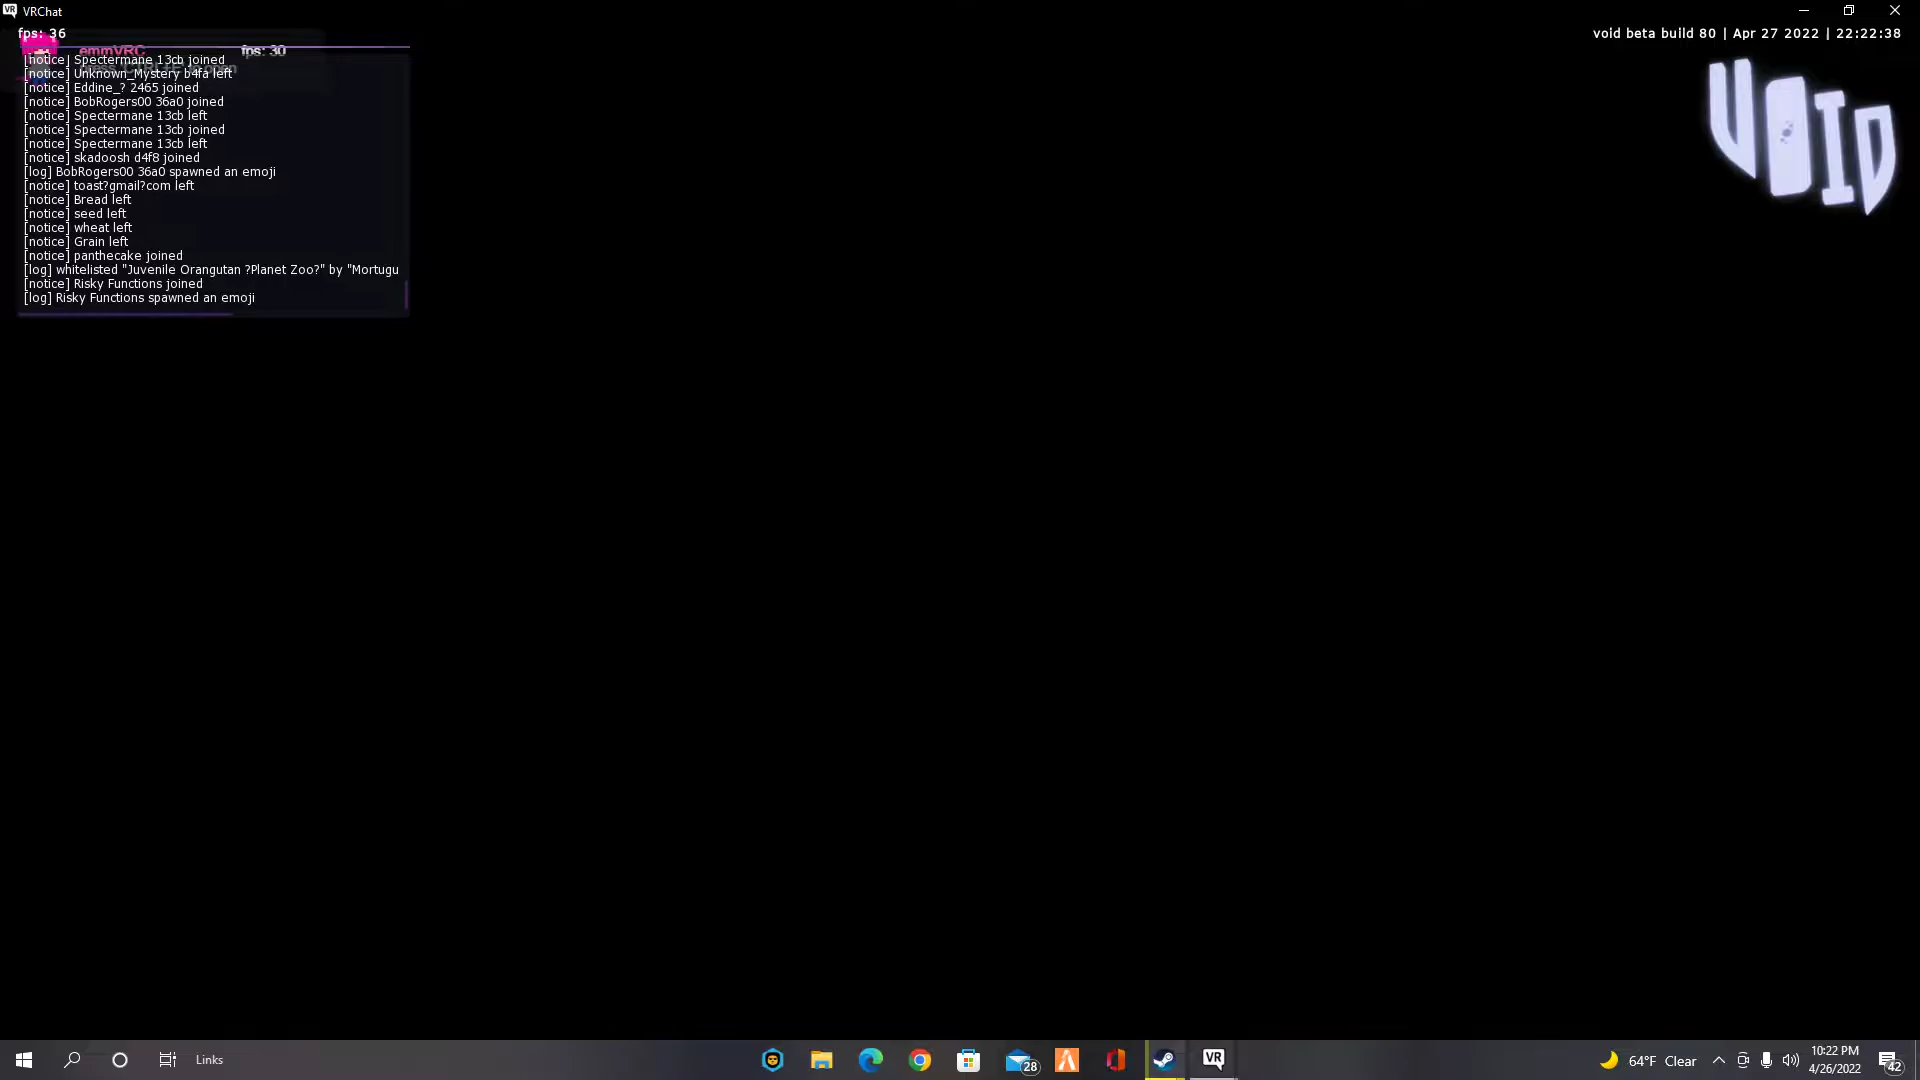 VRChat
fps: 36
void beta build 80 | Apr 27 2022 | 22:22:38
VOID
emmVRC
fps: 30
[notice] Spectermane 13cb joined
[notice] Unknown_Mystery b4fa left
[notice] Eddine_? 2465 joined
[notice] BobRogers00 36a0 joined
[notice] Spectermane 13cb left
[notice] Spectermane 13cb joined
[notice] Spectermane 13cb left
[notice] skadoosh d4f8 joined
[log] BobRogers00 36a0 spawned an emoji
[notice] toast?gmail?com left
[notice] Bread left
[notice] seed left
[notice] wheat left
[notice] Grain left
[notice] panthecake joined
[log] whitelisted "Juvenile Orangutan ?Planet Zoo?" by "Mortugu
[notice] Risky Functions joined
[log] Risky Functions spawned an emoji
Links
28
VR
64°F Clear
10:22 PM
4/26/2022
42